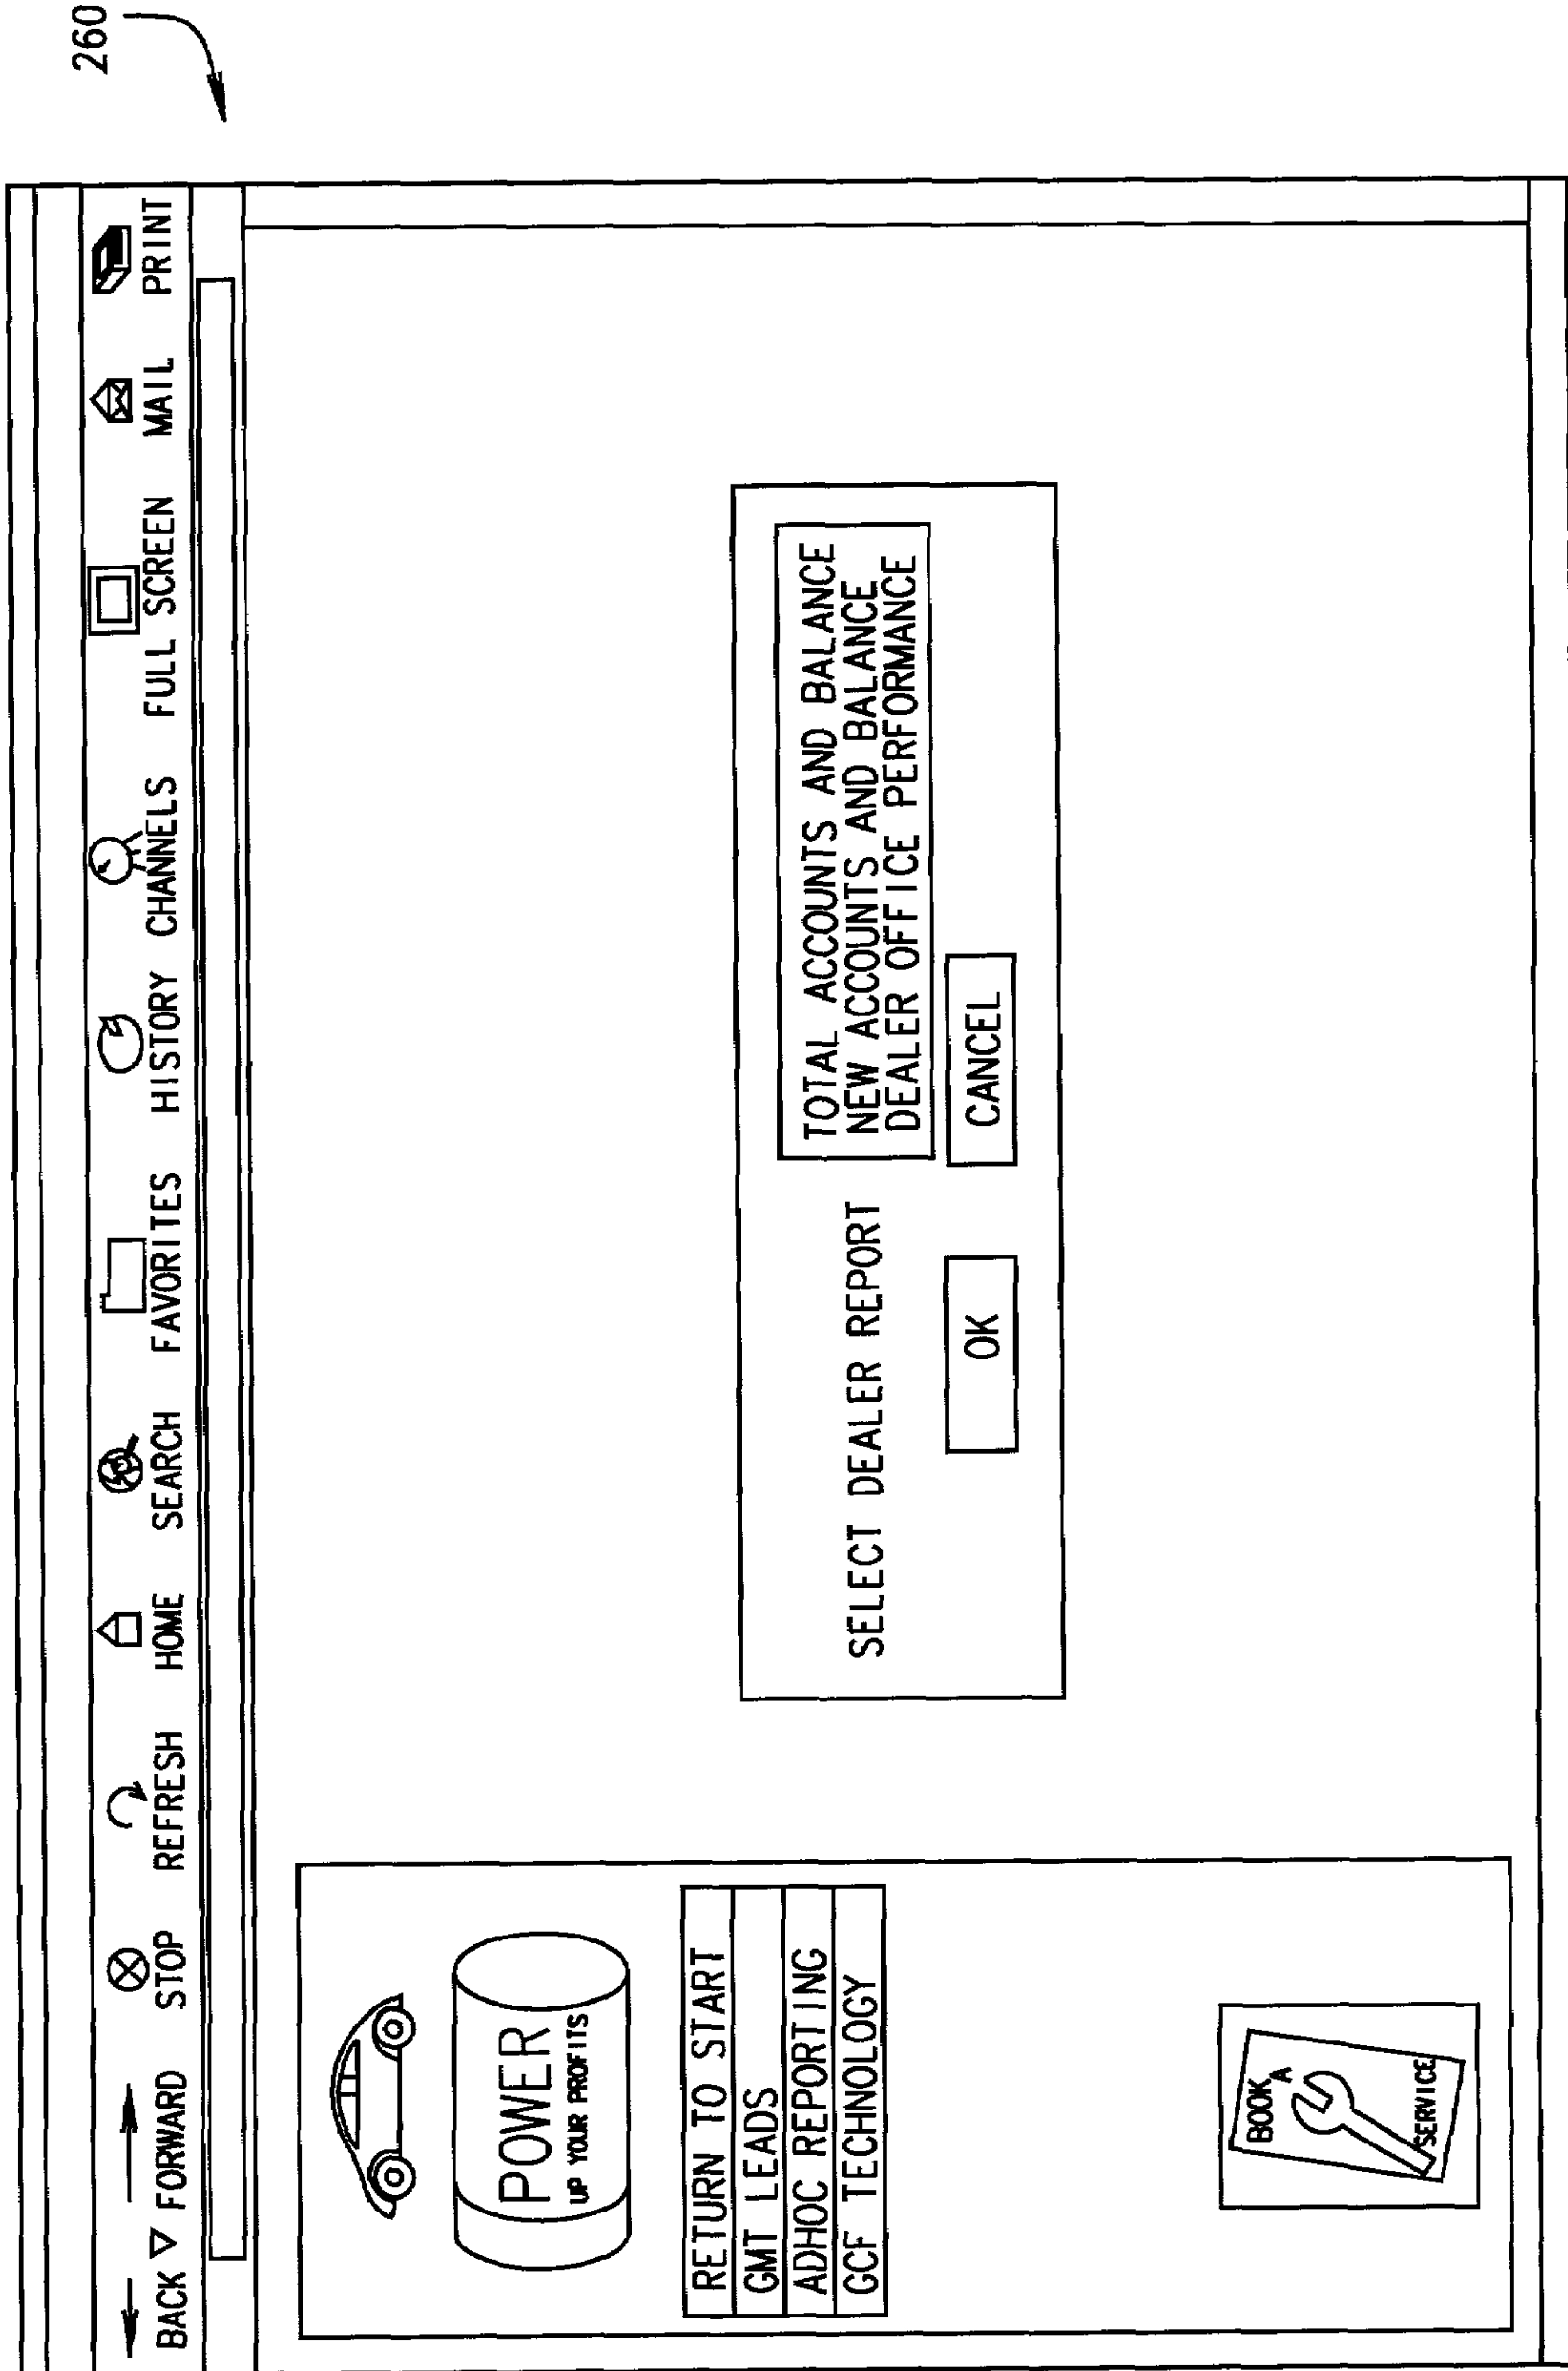 260
BACK ▽ FORWARD STOP REFRESH HOME SEARCH FAVORITES HISTORY CHANNELS FULL SCREEN MAIL PRINT
POWER
UP YOUR PROFITS
RETURN TO START
GMT LEADS
ADHOC REPORTING
GCF TECHNOLOGY
BOOK
A
SERVICE
SELECT DEALER REPORT
TOTAL ACCOUNTS AND BALANCE
NEW ACCOUNTS AND BALANCE
DEALER OFFICE PERFORMANCE
OK
CANCEL